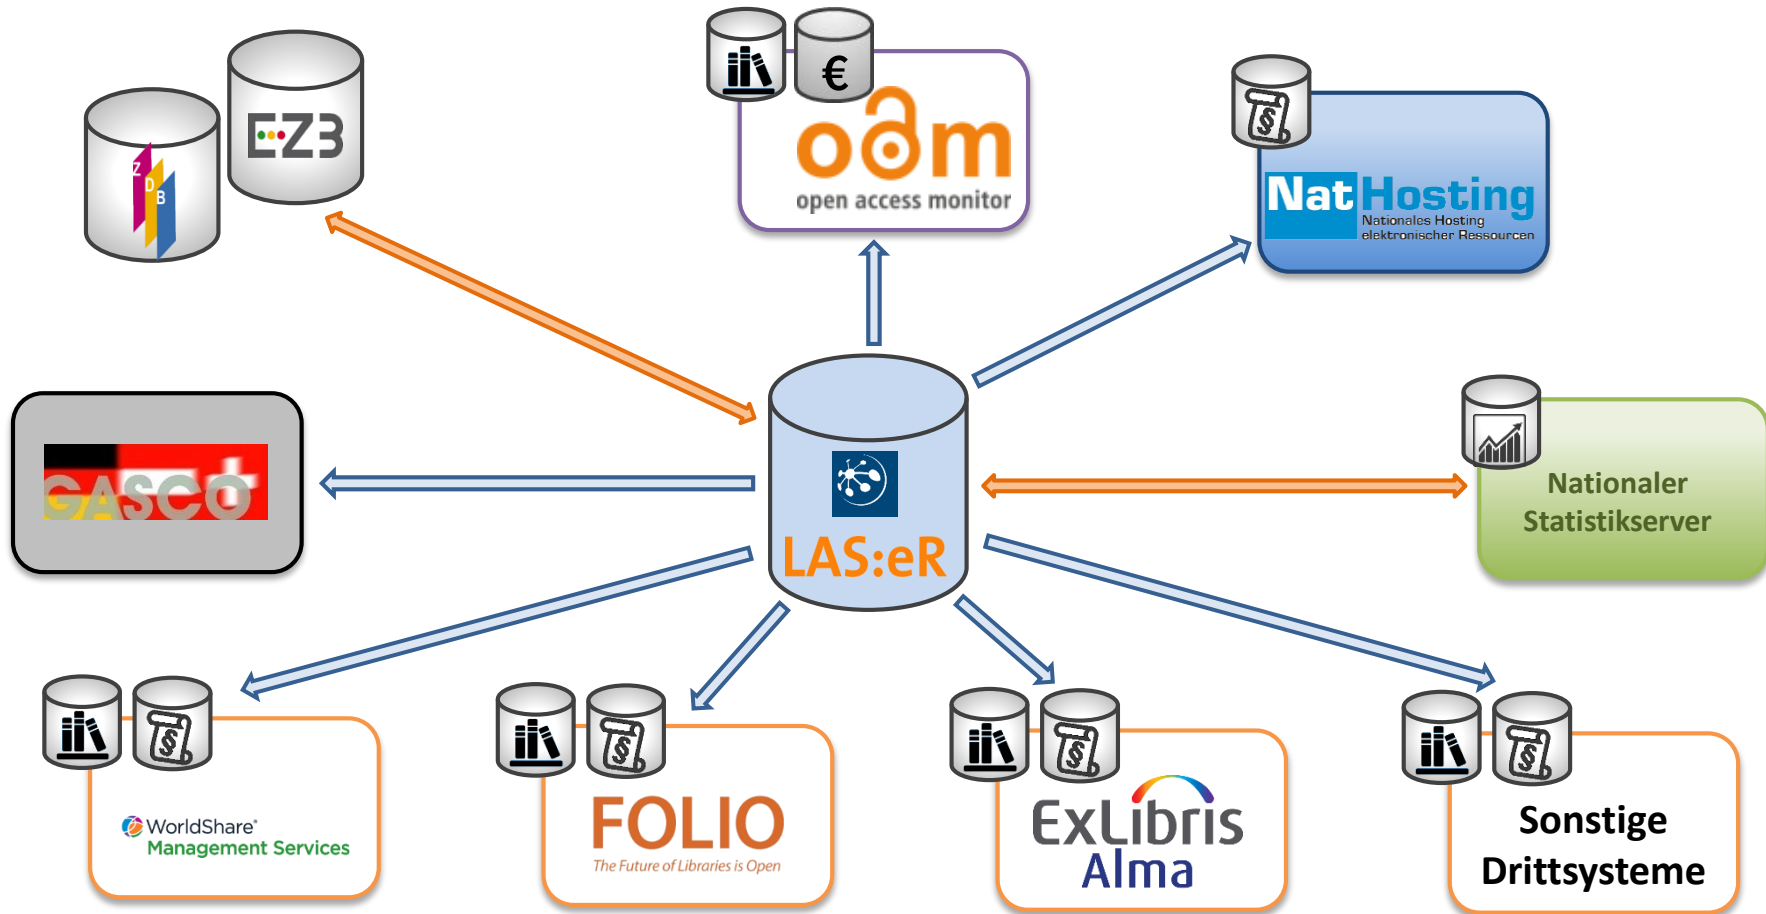 Z
D
B
EZB
€
oam
open access monitor
§
NatHosting
Nationales Hosting
elektronischer Ressourcen
GASCO
LAS:eR
Nationaler
Statistikserver
§
WorldShare®
Management Services
§
FOLIO
The Future of Libraries is Open
§
ExLibris
Alma
§
Sonstige
Drittsysteme